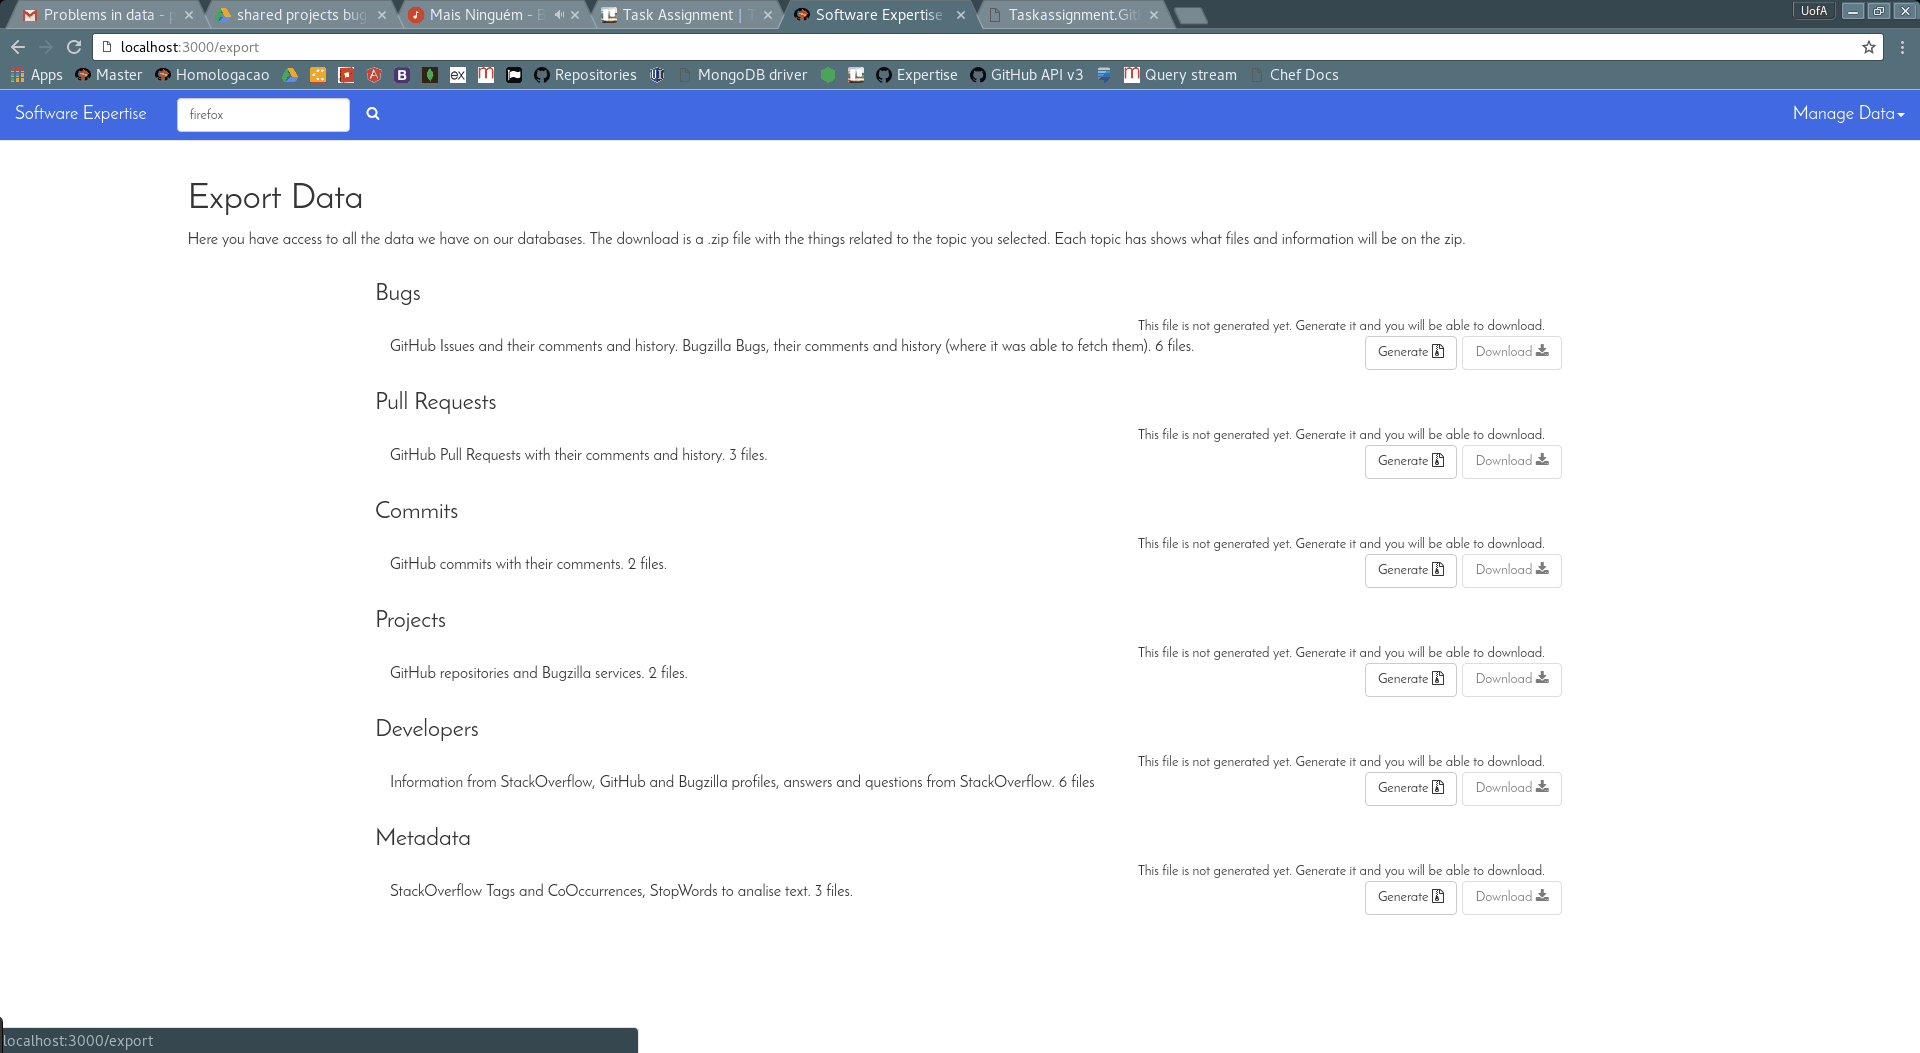 Problems in data - p
shared projects bug
Mais Ninguém - B
Task Assignment | T
Software Expertise
Taskassignment.Git
UofA
localhost:3000/export
Apps
Master
Homologacao
B
ex
Repositories
MongoDB driver
Expertise
GitHub API v3
Query stream
Chef Docs
Software Expertise
firefox
Manage Data
Export Data
Here you have access to all the data we have on our databases. The download is a .zip file with the things related to the topic you selected. Each topic has shows what files and information will be on the zip.
Bugs
This file is not generated yet. Generate it and you will be able to download.
GitHub Issues and their comments and history. Bugzilla Bugs, their comments and history (where it was able to fetch them). 6 files.
Generate Download
Pull Requests
This file is not generated yet. Generate it and you will be able to download.
GitHub Pull Requests with their comments and history. 3 files.
Generate Download
Commits
This file is not generated yet. Generate it and you will be able to download.
GitHub commits with their comments. 2 files.
Generate Download
Projects
This file is not generated yet. Generate it and you will be able to download.
GitHub repositories and Bugzilla services. 2 files.
Generate Download
Developers
This file is not generated yet. Generate it and you will be able to download.
Information from StackOverflow, GitHub and Bugzilla profiles, answers and questions from StackOverflow. 6 files
Generate Download
Metadata
This file is not generated yet. Generate it and you will be able to download.
StackOverflow Tags and CoOccurrences, StopWords to analise text. 3 files.
Generate Download
localhost:3000/export